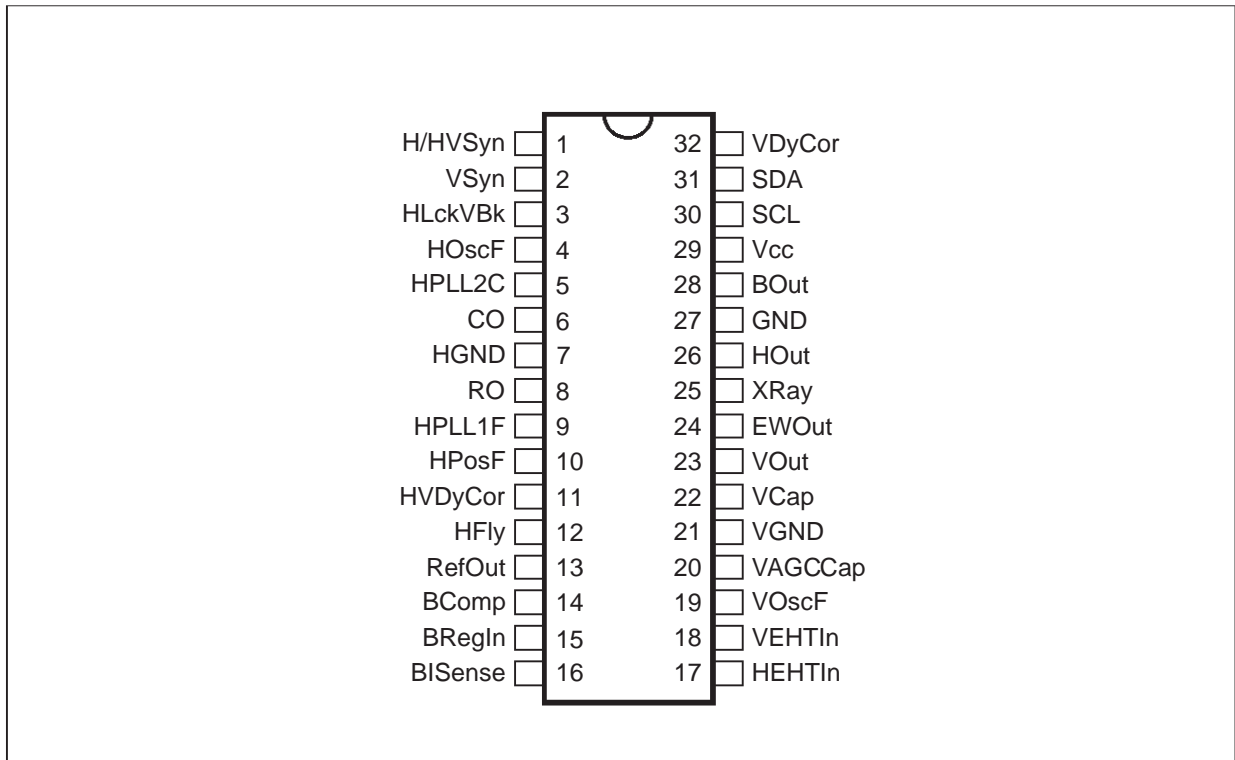 H/HVSyn 1 32 VDyCor
VSyn 2 31 SDA
HLckVBk 3 30 SCL
HOscF 4 29 Vcc
HPLL2C 5 28 BOut
CO 6 27 GND
HGND 7 26 HOut
RO 8 25 XRay
HPLL1F 9 24 EWOut
HPosF 10 23 VOut
HVDyCor 11 22 VCap
HFly 12 21 VGND
RefOut 13 20 VAGCCap
BComp 14 19 VOscF
BRegIn 15 18 VEHTIn
BISense 16 17 HEHTIn